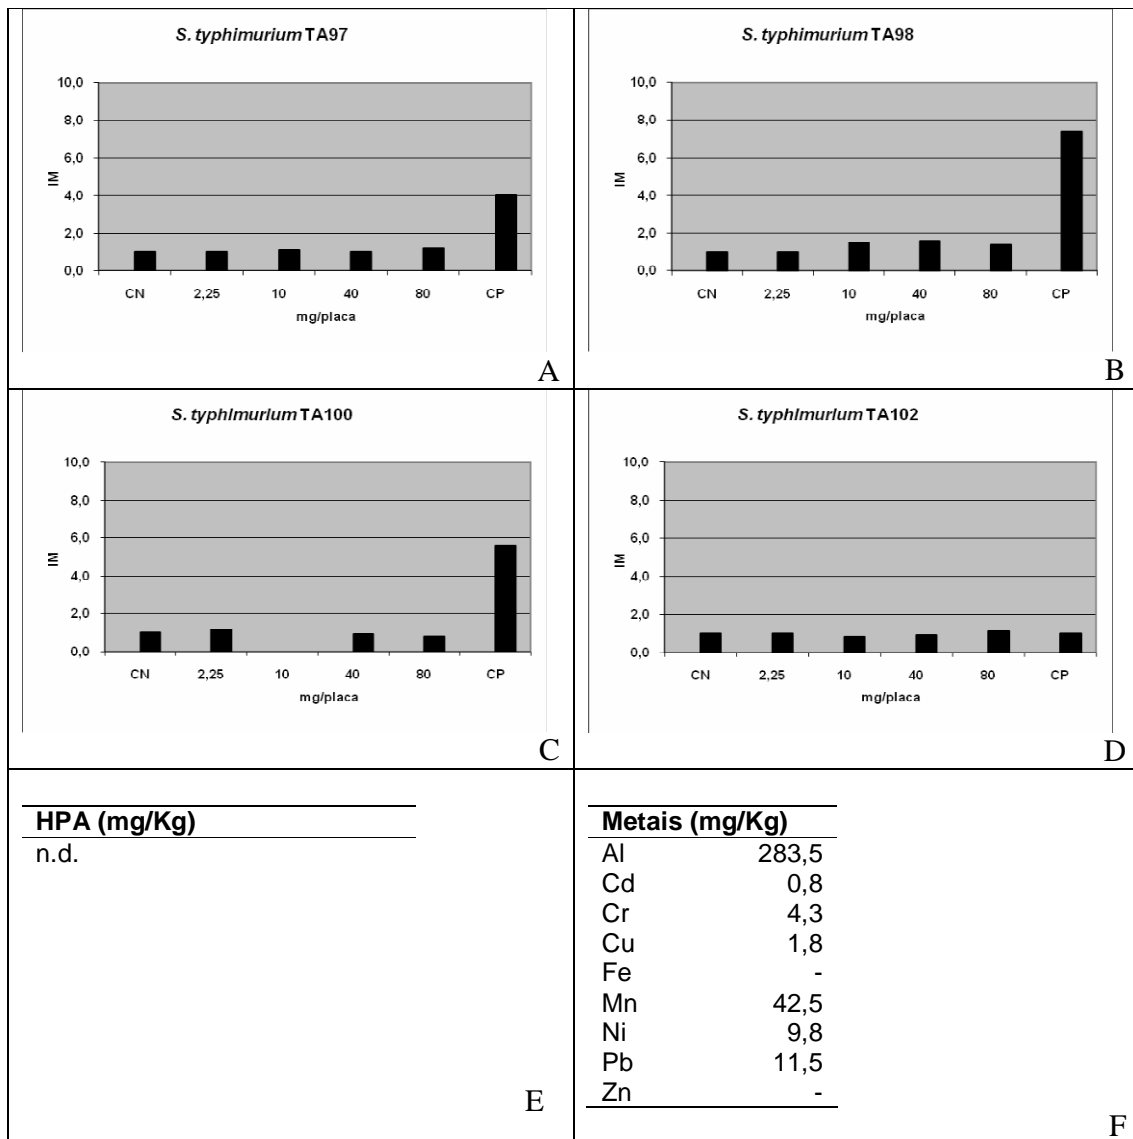 S. typhimurium TA97
10,0
8,0
6,0
4,0
2,0
0,0
IM
CN 2,25 10 40 80 CP
mg/placa
A
S. typhimurium TA98
10,0
8,0
6,0
4,0
2,0
0,0
IM
CN 2,25 10 40 80 CP
mg/placa
B
S. typhimurium TA100
10,0
8,0
6,0
4,0
2,0
0,0
IM
CN 2,25 10 40 80 CP
mg/placa
C
S. typhimurium TA102
10,0
8,0
6,0
4,0
2,0
0,0
IM
CN 2,25 10 40 80 CP
mg/placa
D
HPA (mg/Kg)
n.d.
E
Metais (mg/Kg)
Al 283,5
Cd 0,8
Cr 4,3
Cu 1,8
Fe -
Mn 42,5
Ni 9,8
Pb 11,5
Zn -
F